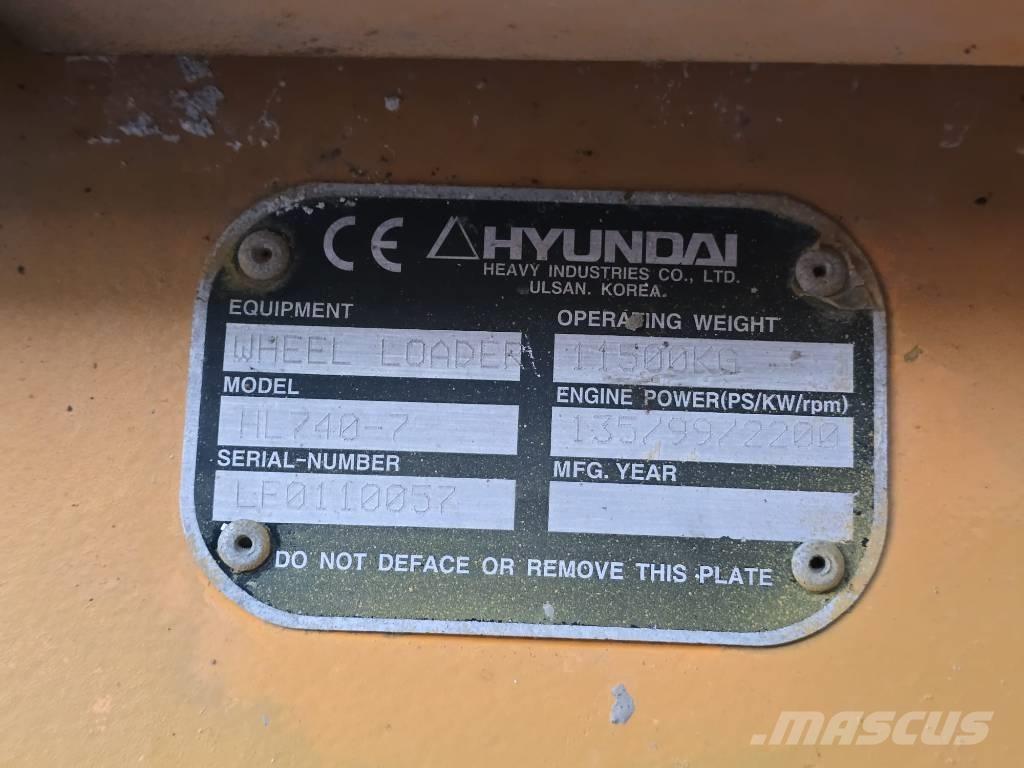 CE HYUNDAI
HEAVY INDUSTRIES CO., LTD.
ULSAN. KOREA.
EQUIPMENT
WHEEL LOADER
OPERATING WEIGHT
11500KG
MODEL
HL740-7
ENGINE POWER(PS/KW/rpm)
135/99/2200
SERIAL-NUMBER
LF0110057
MFG. YEAR
DO NOT DEFACE OR REMOVE THIS PLATE
MASCUS